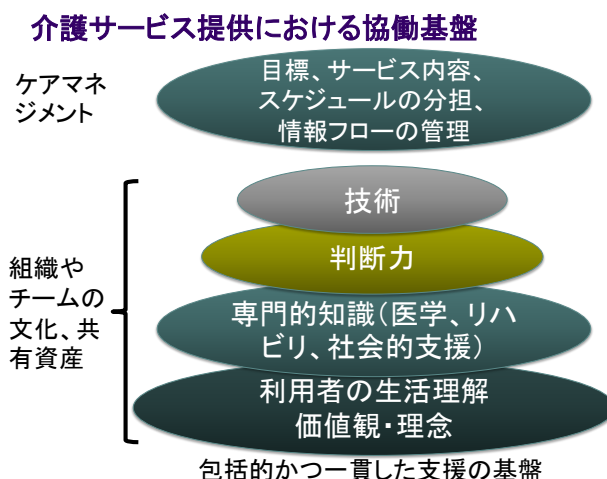 介護サービス提供における協働基盤
ケアマネ
ジメント
目標、サービス内容、
スケジュールの分担、
情報フローの管理
組織や
チームの
文化、共
有資産
技術
判断力
専門的知識(医学、リハ
ビリ、社会的支援)
利用者の生活理解
価値観・理念
包括的かつ一貫した支援の基盤